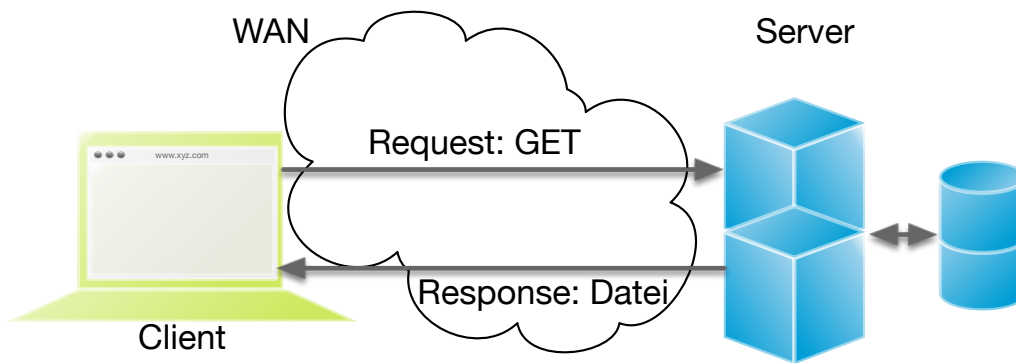 WAN
Server
Request: GET
www.xyz.com
Response: Datei
Client